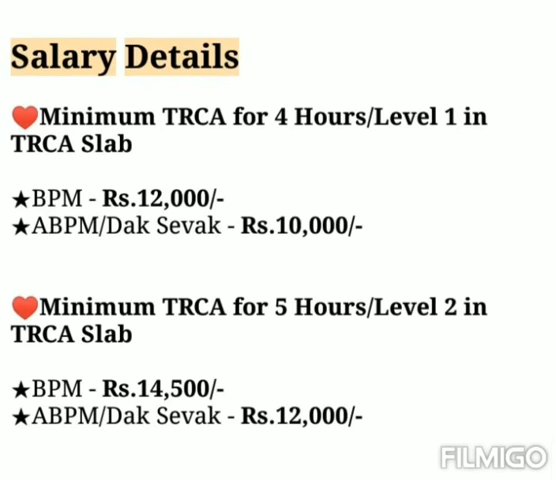 Salary Details
❤️Minimum TRCA for 4 Hours/Level 1 in
TRCA Slab
★BPM - Rs.12,000/-
★ABPM/Dak Sevak - Rs.10,000/-
❤️Minimum TRCA for 5 Hours/Level 2 in
TRCA Slab
★BPM - Rs.14,500/-
★ABPM/Dak Sevak - Rs.12,000/-
FILMIGO